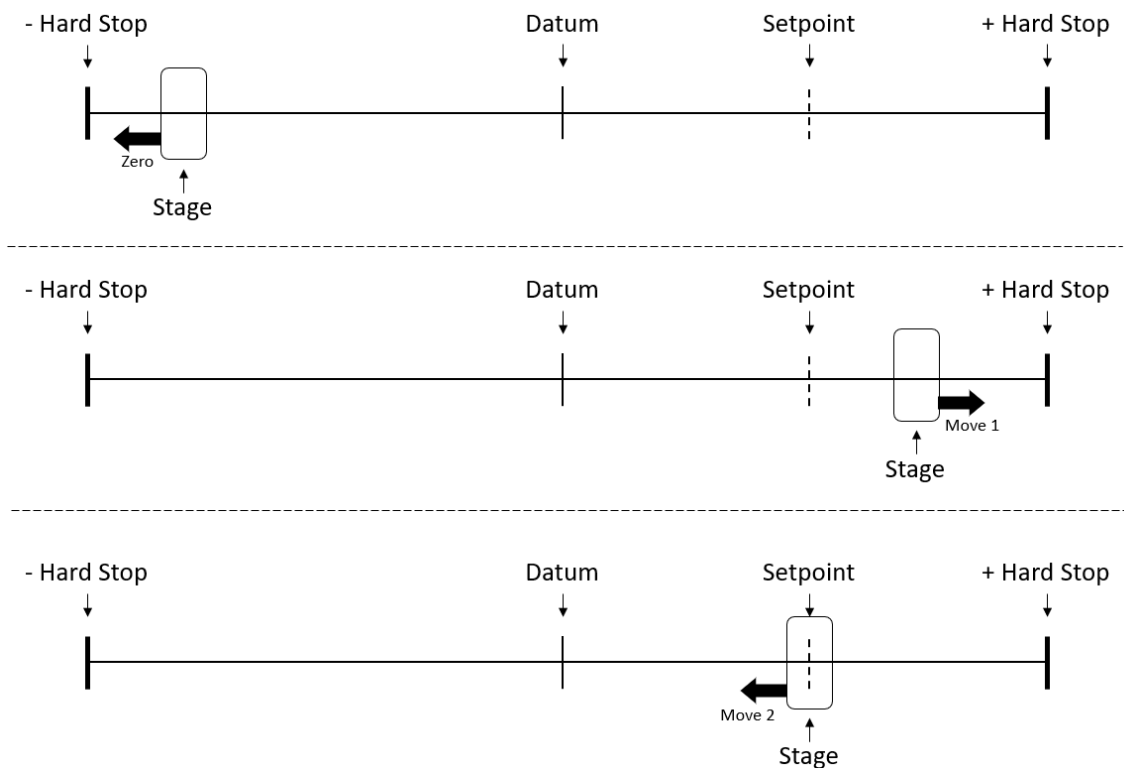 - Hard Stop
Datum
Setpoint
+ Hard Stop
Zero
Stage
- Hard Stop
Datum
Setpoint
+ Hard Stop
Move 1
Stage
- Hard Stop
Datum
Setpoint
+ Hard Stop
Move 2
Stage